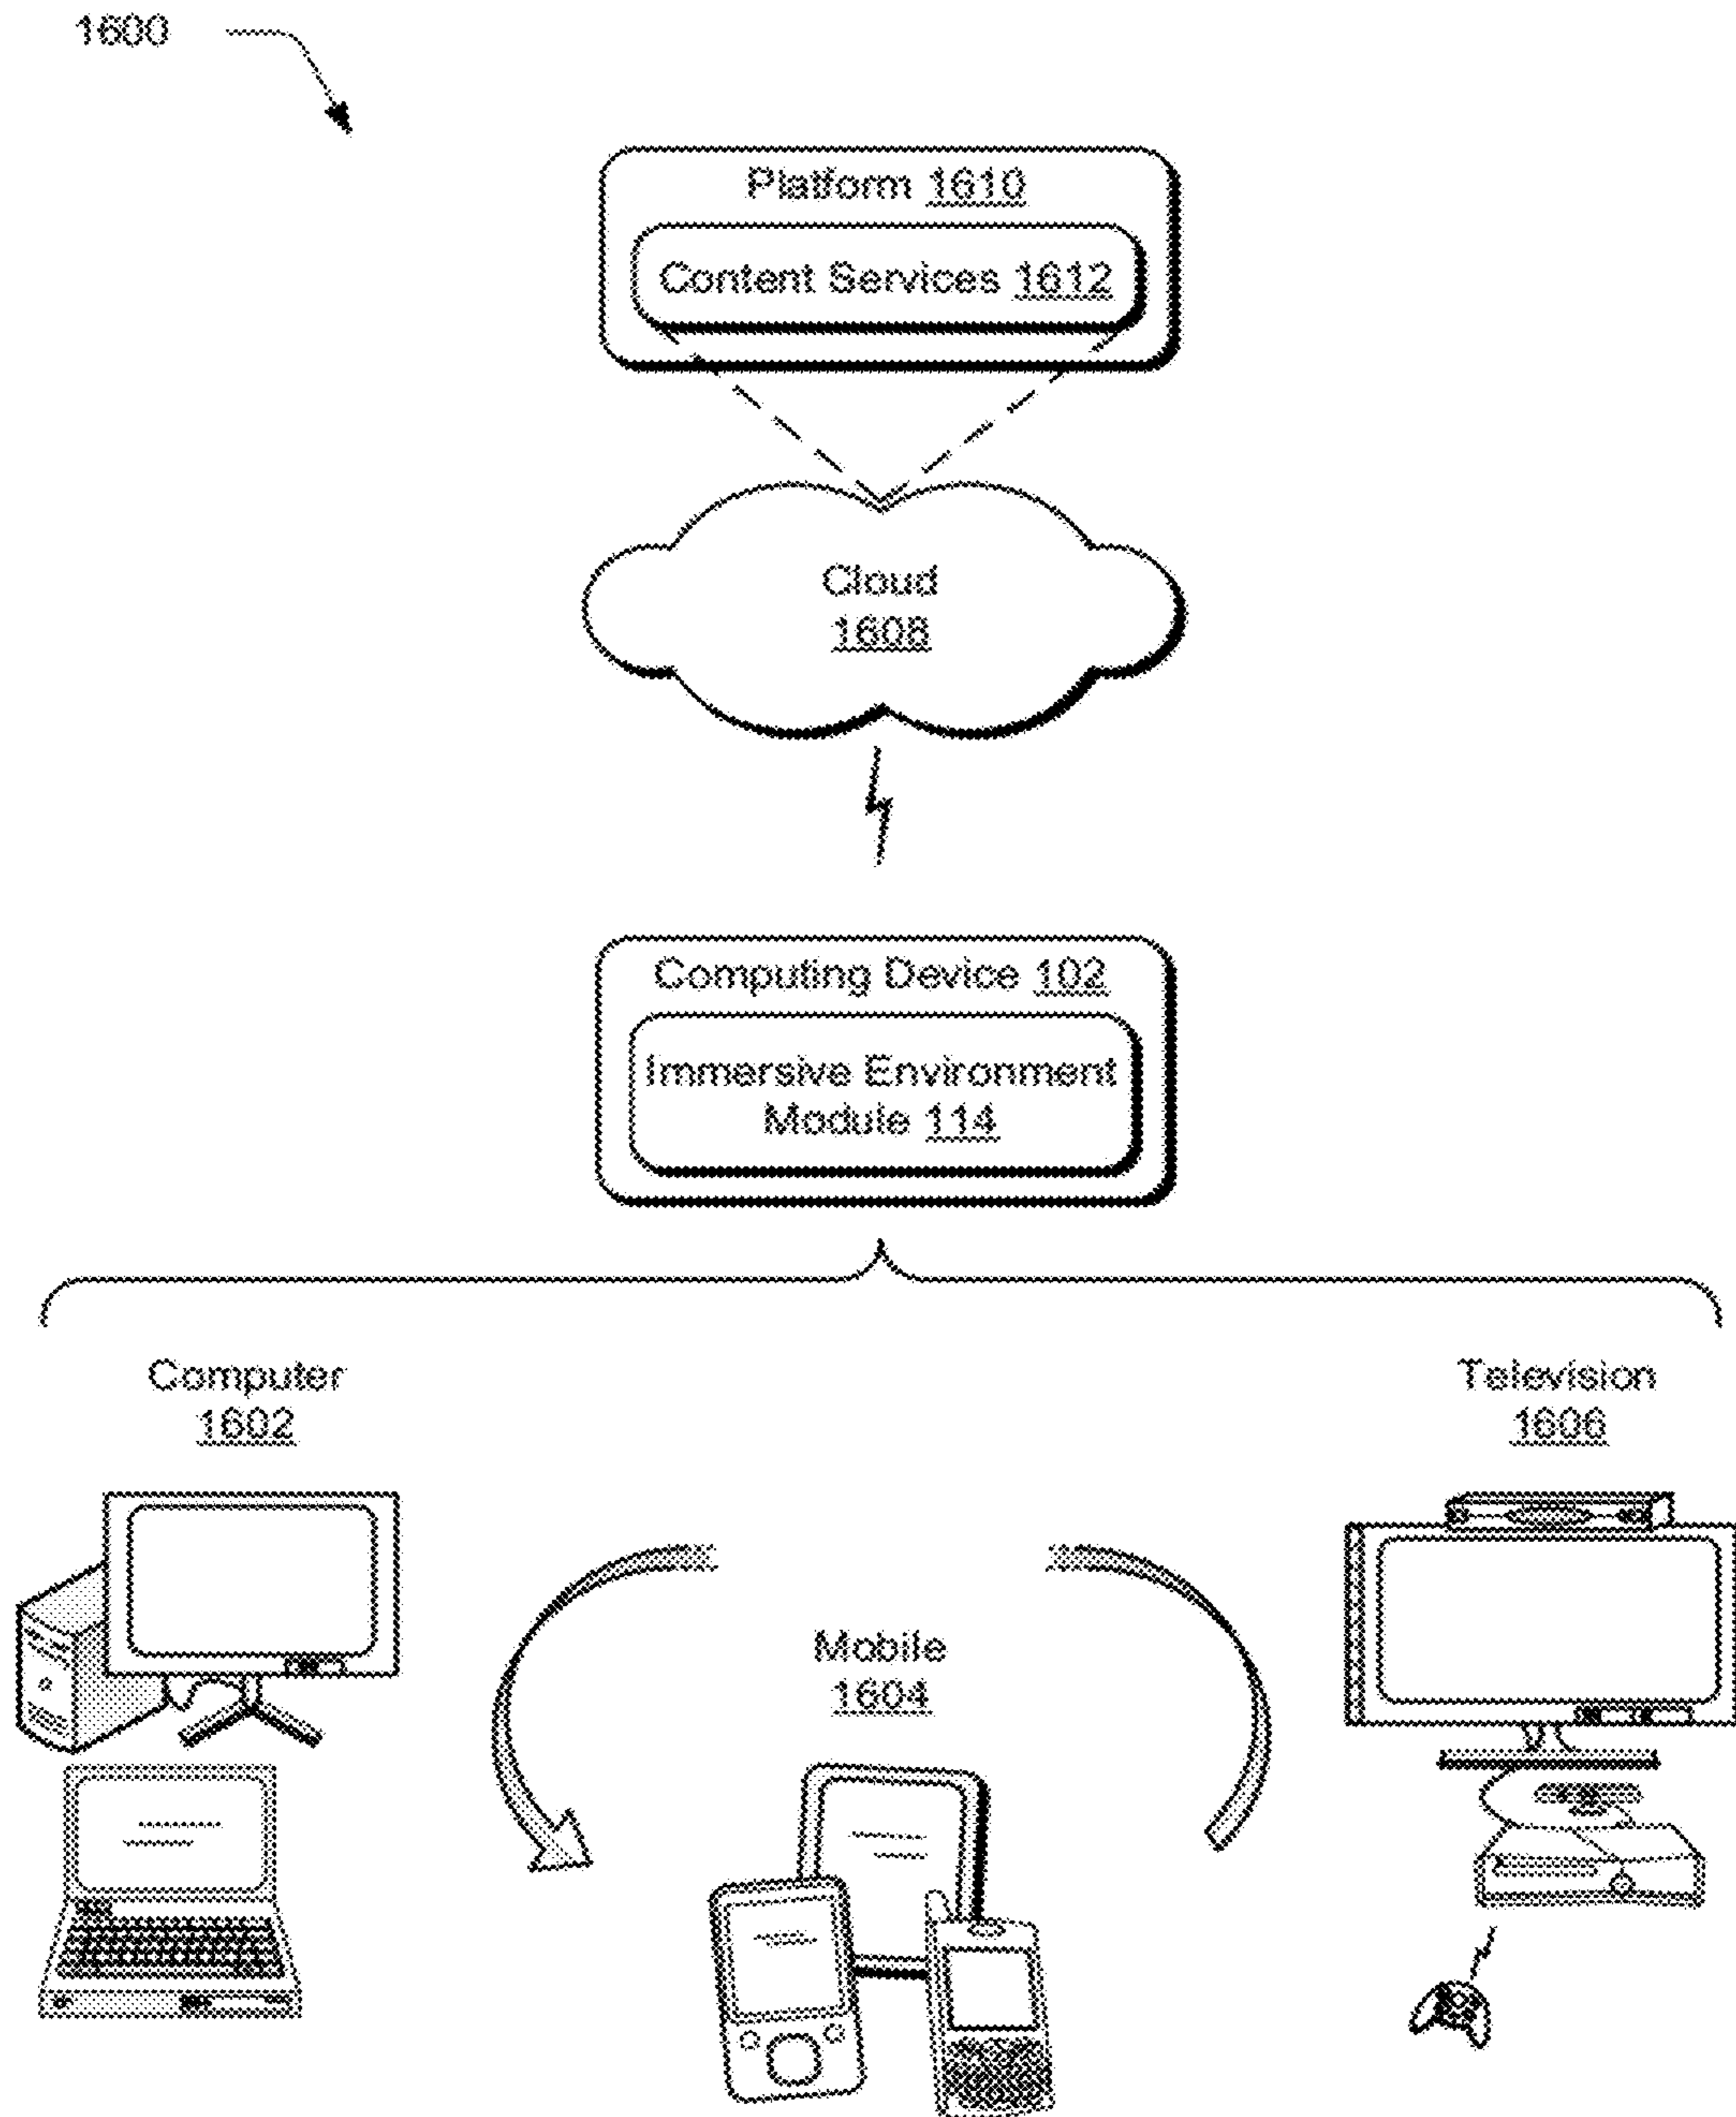 1600
Platform 1610
Content Services 1612
Cloud
1608
Computing Device 102
Immersive Environment
Module 114
Computer
1602
Television
1606
Mobile
1604